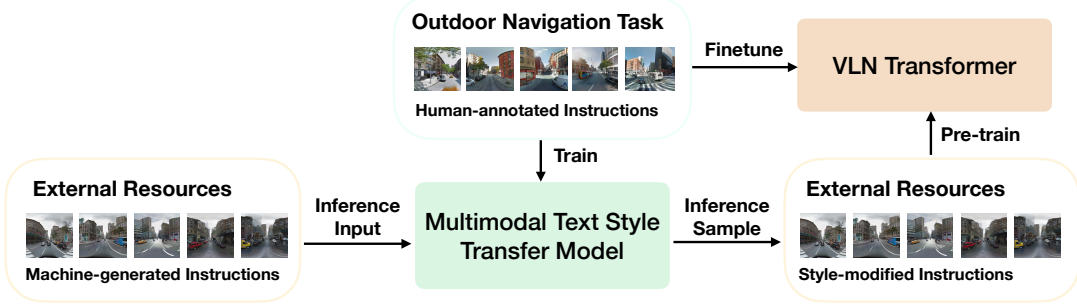 Outdoor Navigation Task
Human-annotated Instructions
Finetune
VLN Transformer
Train
Pre-train
External Resources
Machine-generated Instructions
Inference
Input
Multimodal Text Style
Transfer Model
Inference
Sample
External Resources
Style-modified Instructions